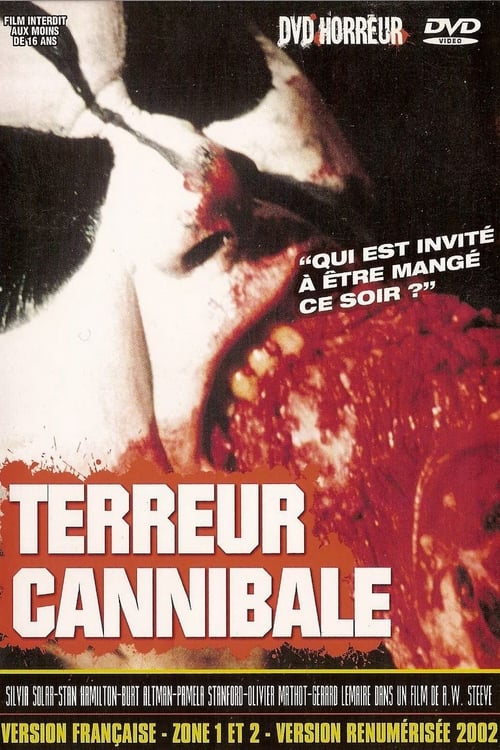 FILM INTERDIT
AUX MOINS
DE 16 ANS
DVD HORREUR
DVD
VIDEO
“QUI EST INVITÉ
À ÊTRE MANGÉ
CE SOIR ?”
TERREUR
CANNIBALE
SILVIA SOLAR-STAN HAMILTON-BURT ALTMAN-PAMELA STANFORD-OLIVIER MATHOT-GERARD LEMAIRE DANS UN FILM DE A.W. STEEVE
VERSION FRANÇAISE - ZONE 1 ET 2 - VERSION RENUMÉRISÉE 2002